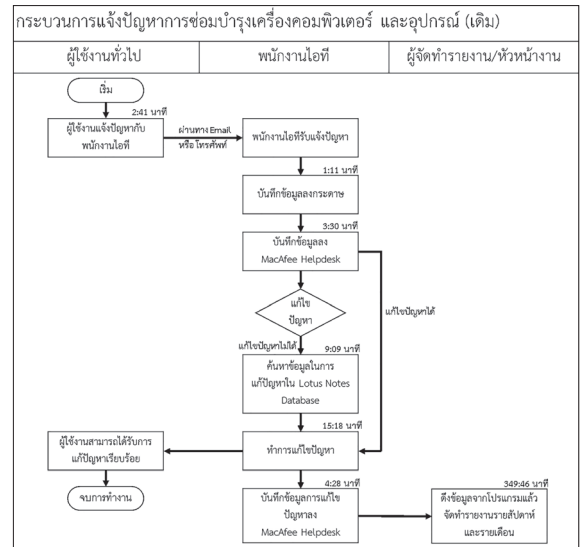 กระบวนการแจ้งปัญหาการซ่อมบำรุงเครื่องคอมพิวเตอร์ และอุปกรณ์ (เดิม)
ผู้ใช้งานทั่วไป
พนักงานไอที
ผู้จัดทำรายงาน/หัวหน้างาน
เริ่ม
2:41 นาที
ผู้ใช้งานแจ้งปัญหากับ
พนักงานไอที
ผ่านทาง Email
หรือ โทรศัพท์
พนักงานไอทีรับแจ้งปัญหา
1:11 นาที
บันทึกข้อมูลลงกระดาษ
3:30 นาที
บันทึกข้อมูลลง
MacAfee Helpdesk
แก้ไข
ปัญหา
แก้ไขปัญหาได้
แก้ไขปัญหาไม่ได้
9:09 นาที
ค้นหาข้อมูลในการ
แก้ปัญหาใน Lotus Notes
Database
15:18 นาที
ทำการแก้ไขปัญหา
ผู้ใช้งานสามารถได้รับการ
แก้ปัญหาเรียบร้อย
จบการทำงาน
4:28 นาที
บันทึกข้อมูลการแก้ไข
ปัญหาลง
MacAfee Helpdesk
349:46 นาที
ดึงข้อมูลจากโปรแกรมแล้ว
จัดทำรายงานรายสัปดาห์
และรายเดือน